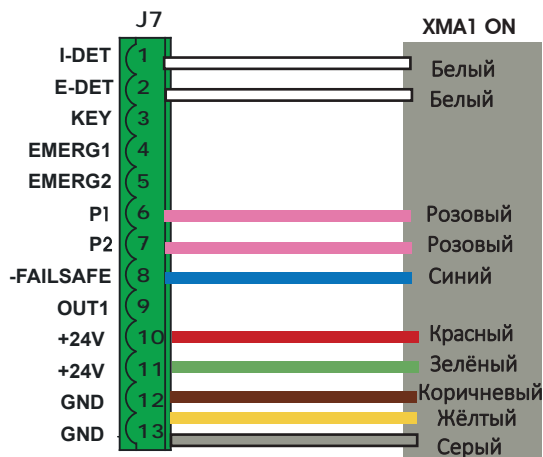 J7 XMA1 ON
I-DET 1 Белый
E-DET 2 Белый
KEY 3
EMERG1 4
EMERG2 5
P1 6 Розовый
P2 7 Розовый
-FAILSAFE 8 Синий
OUT1 9
+24V 10 Красный
+24V 11 Зелёный
GND 12 Коричневый
Жёлтый
GND 13 Серый